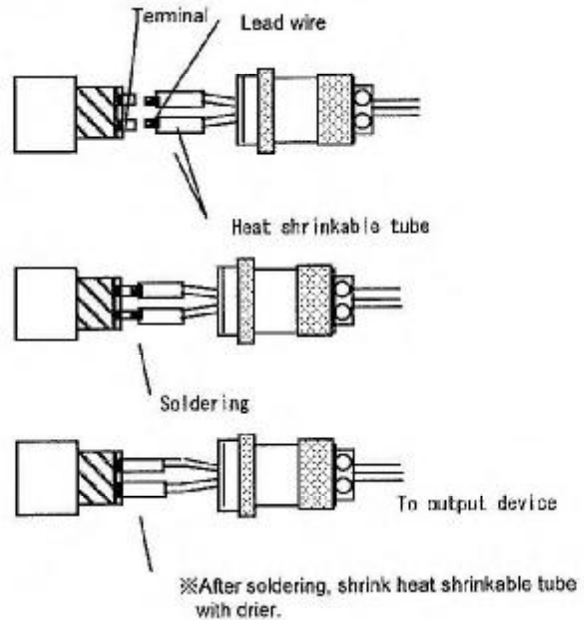 Terminal
Lead wire
Heat shrinkable tube
Soldering
To output device
※After soldering, shrink heat shrinkable tube
with drier.